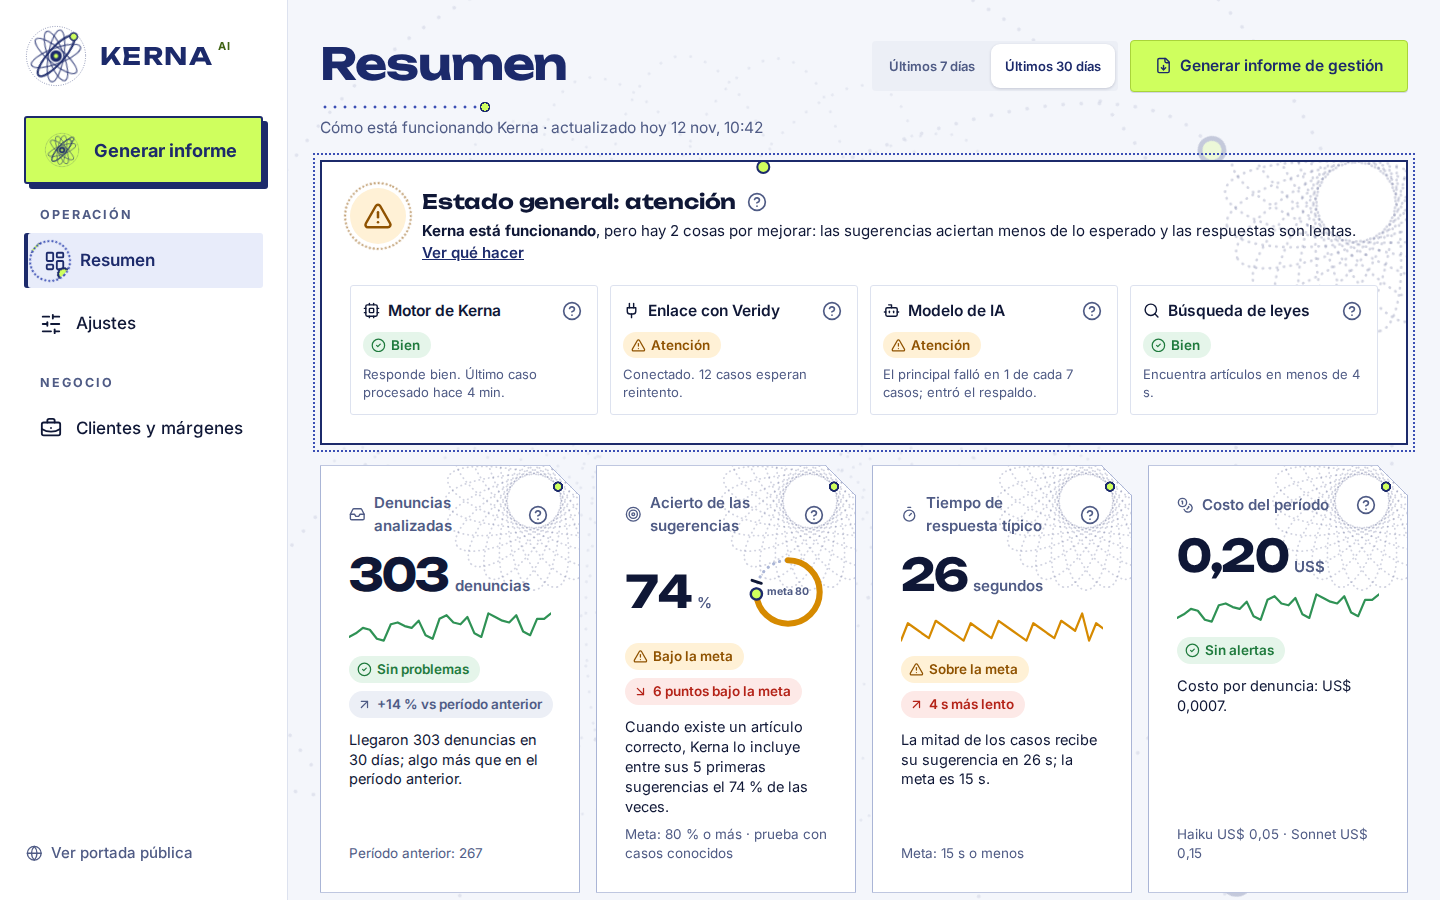 KERNA AI
Generar informe
OPERACIÓN
Resumen
Ajustes
NEGOCIO
Clientes y márgenes
Ver portada pública
Resumen
Últimos 7 días
Últimos 30 días
Generar informe de gestión
Cómo está funcionando Kerna · actualizado hoy 12 nov, 10:42
Estado general: atención
Kerna está funcionando, pero hay 2 cosas por mejorar: las sugerencias aciertan menos de lo esperado y las respuestas son lentas.
Ver qué hacer
Motor de Kerna
Bien
Responde bien. Último caso
procesado hace 4 min.
Enlace con Veridy
Atención
Conectado. 12 casos esperan
reintento.
Modelo de IA
Atención
El principal falló en 1 de cada 7
casos; entró el respaldo.
Búsqueda de leyes
Bien
Encuentra artículos en menos de 4
s.
Denuncias
analizadas
303 denuncias
Sin problemas
+14 % vs período anterior
Llegaron 303 denuncias en
30 días; algo más que en el
período anterior.
Período anterior: 267
Acierto de las
sugerencias
74 %
meta 80
Bajo la meta
6 puntos bajo la meta
Cuando existe un artículo
correcto, Kerna lo incluye
entre sus 5 primeras
sugerencias el 74 % de las
veces.
Meta: 80 % o más · prueba con
casos conocidos
Tiempo de
respuesta típico
26 segundos
Sobre la meta
4 s más lento
La mitad de los casos recibe
su sugerencia en 26 s; la
meta es 15 s.
Meta: 15 s o menos
Costo del período
0,20 US$
Sin alertas
Costo por denuncia: US$
0,0007.
Haiku US$ 0,05 · Sonnet US$
0,15